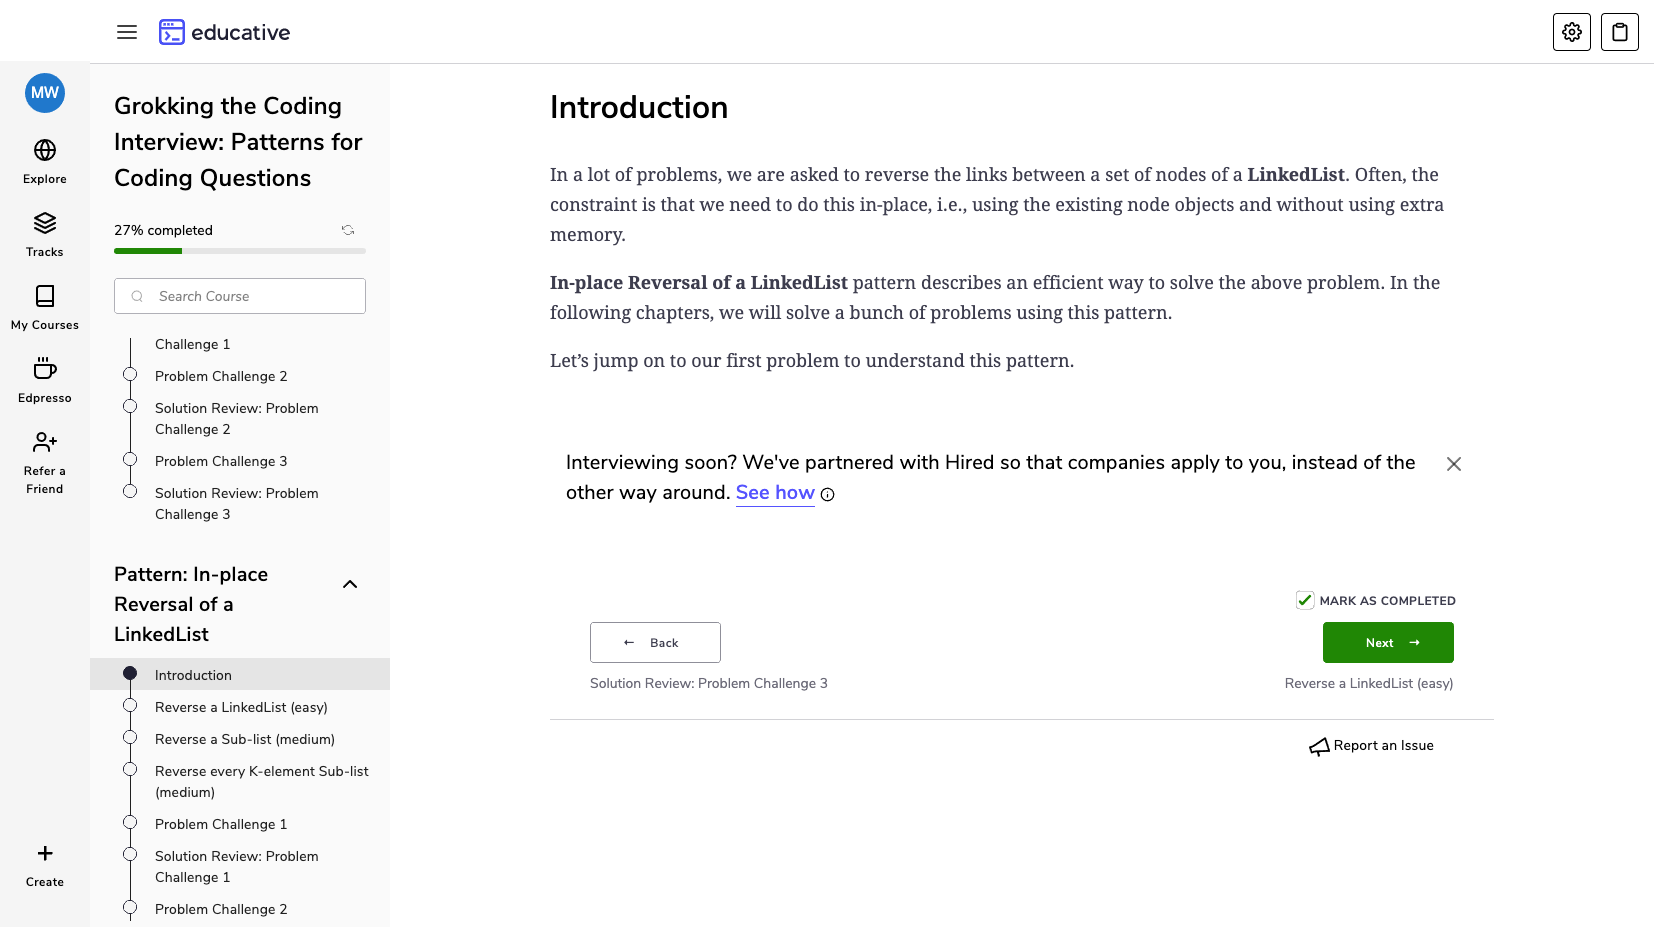 educative
MW
Explore
Tracks
My Courses
Edpresso
Refer a
Friend
Create
Grokking the Coding
Interview: Patterns for
Coding Questions
27% completed
Search Course
Challenge 1
Problem Challenge 2
Solution Review: Problem
Challenge 2
Problem Challenge 3
Solution Review: Problem
Challenge 3
Pattern: In-place
Reversal of a
LinkedList
Introduction
Reverse a LinkedList (easy)
Reverse a Sub-list (medium)
Reverse every K-element Sub-list
(medium)
Problem Challenge 1
Solution Review: Problem
Challenge 1
Problem Challenge 2
Introduction
In a lot of problems, we are asked to reverse the links between a set of nodes of a LinkedList. Often, the
constraint is that we need to do this in-place, i.e., using the existing node objects and without using extra
memory.
In-place Reversal of a LinkedList pattern describes an efficient way to solve the above problem. In the
following chapters, we will solve a bunch of problems using this pattern.
Let’s jump on to our first problem to understand this pattern.
Interviewing soon? We've partnered with Hired so that companies apply to you, instead of the
other way around. See how
MARK AS COMPLETED
← Back
Next →
Solution Review: Problem Challenge 3
Reverse a LinkedList (easy)
Report an Issue